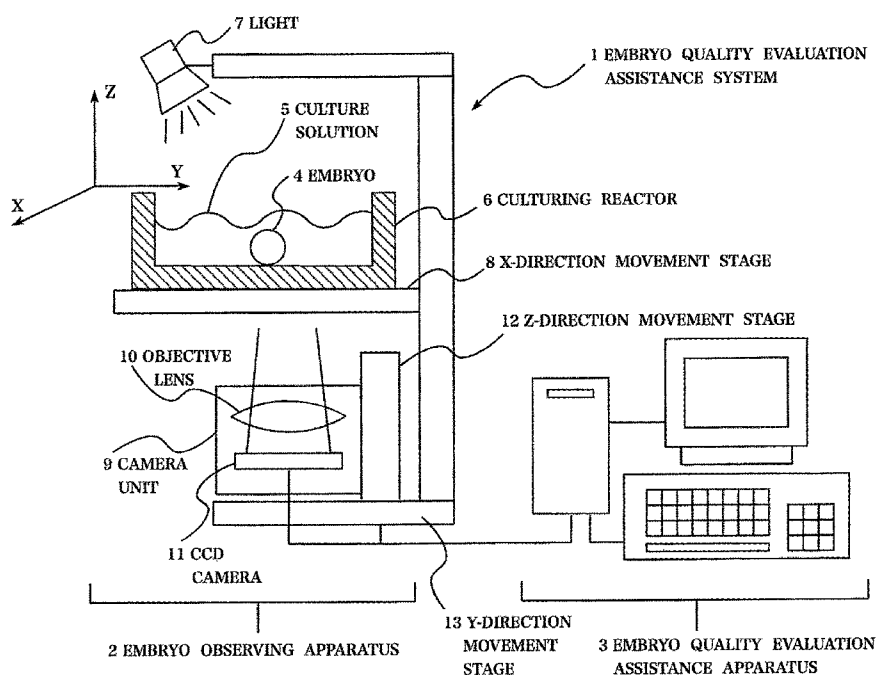 7 LIGHT
1 EMBRYO QUALITY EVALUATION
ASSISTANCE SYSTEM
Z
5 CULTURE
SOLUTION
4 EMBRYO
Y
X
6 CULTURING REACTOR
8 X-DIRECTION MOVEMENT STAGE
12 Z-DIRECTION MOVEMENT STAGE
10 OBJECTIVE
LENS
9 CAMERA
UNIT
11 CCD
CAMERA
13 Y-DIRECTION
MOVEMENT
STAGE
2 EMBRYO OBSERVING APPARATUS
3 EMBRYO QUALITY EVALUATION
ASSISTANCE APPARATUS